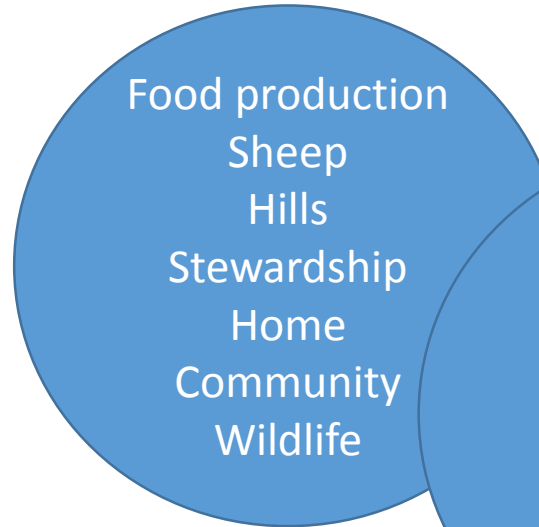 Food production
Sheep
Hills
Stewardship
Home
Community
Wildlife